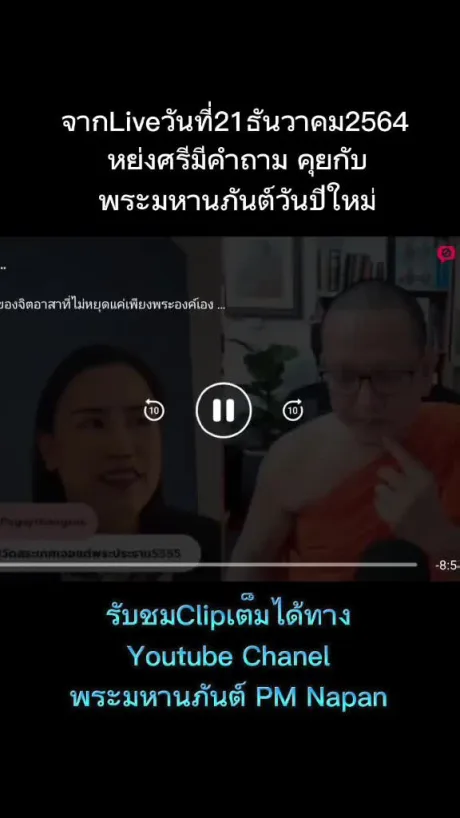 จากLiveวันที่21ธันวาคม2564
หย่งศรีมีคำถาม คุยกับ
พระมหานภันต์วันปีใหม่
..
ของจิตอาสาที่ไม่หยุดแค่เพียงพระองค์เอง ...
10
10
-8:5
รับชมClipเต็มได้ทาง
Youtube Chanel
พระมหานภันต์ PM Napan